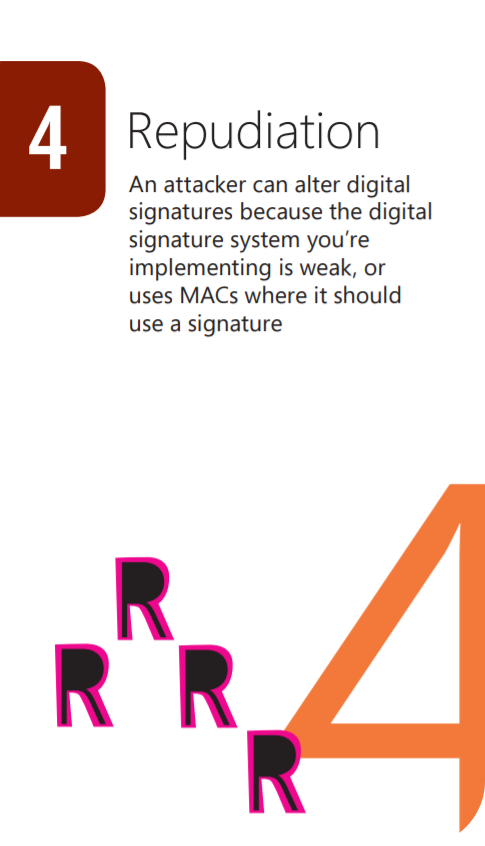 4
Repudiation
An attacker can alter digital
signatures because the digital
signature system you're
implementing is weak, or
uses MACs where it should
use a signature
R
R R
R
4